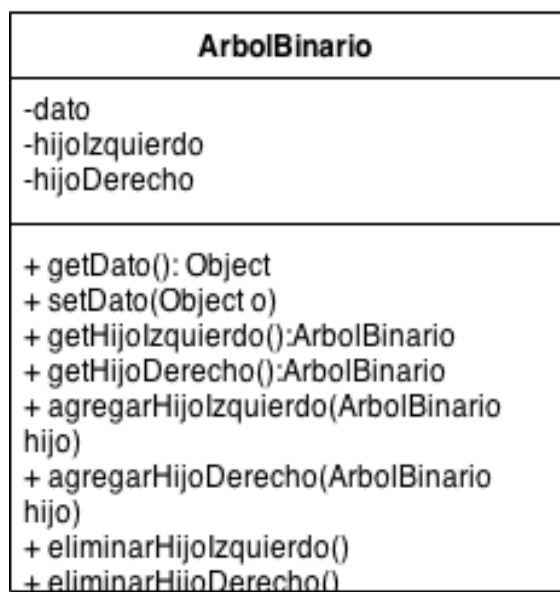 ArbolBinario
-dato
-hijoIzquierdo
-hijoDerecho
+ getDato(): Object
+ setDato(Object o)
+ getHijoIzquierdo():ArbolBinario
+ getHijoDerecho():ArbolBinario
+ agregarHijoIzquierdo(ArbolBinario
hijo)
+ agregarHijoDerecho(ArbolBinario
hijo)
+ eliminarHijoIzquierdo()
+ eliminarHijoDerecho()